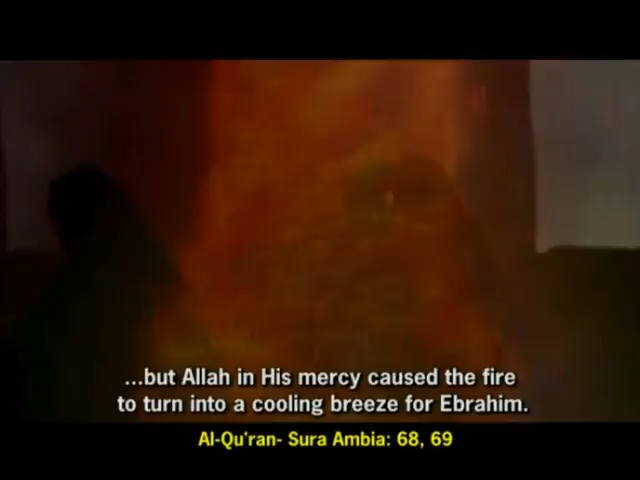 ...but Allah in His mercy caused the fire
to turn into a cooling breeze for Ebrahim.
Al-Qu'ran- Sura Ambia: 68, 69